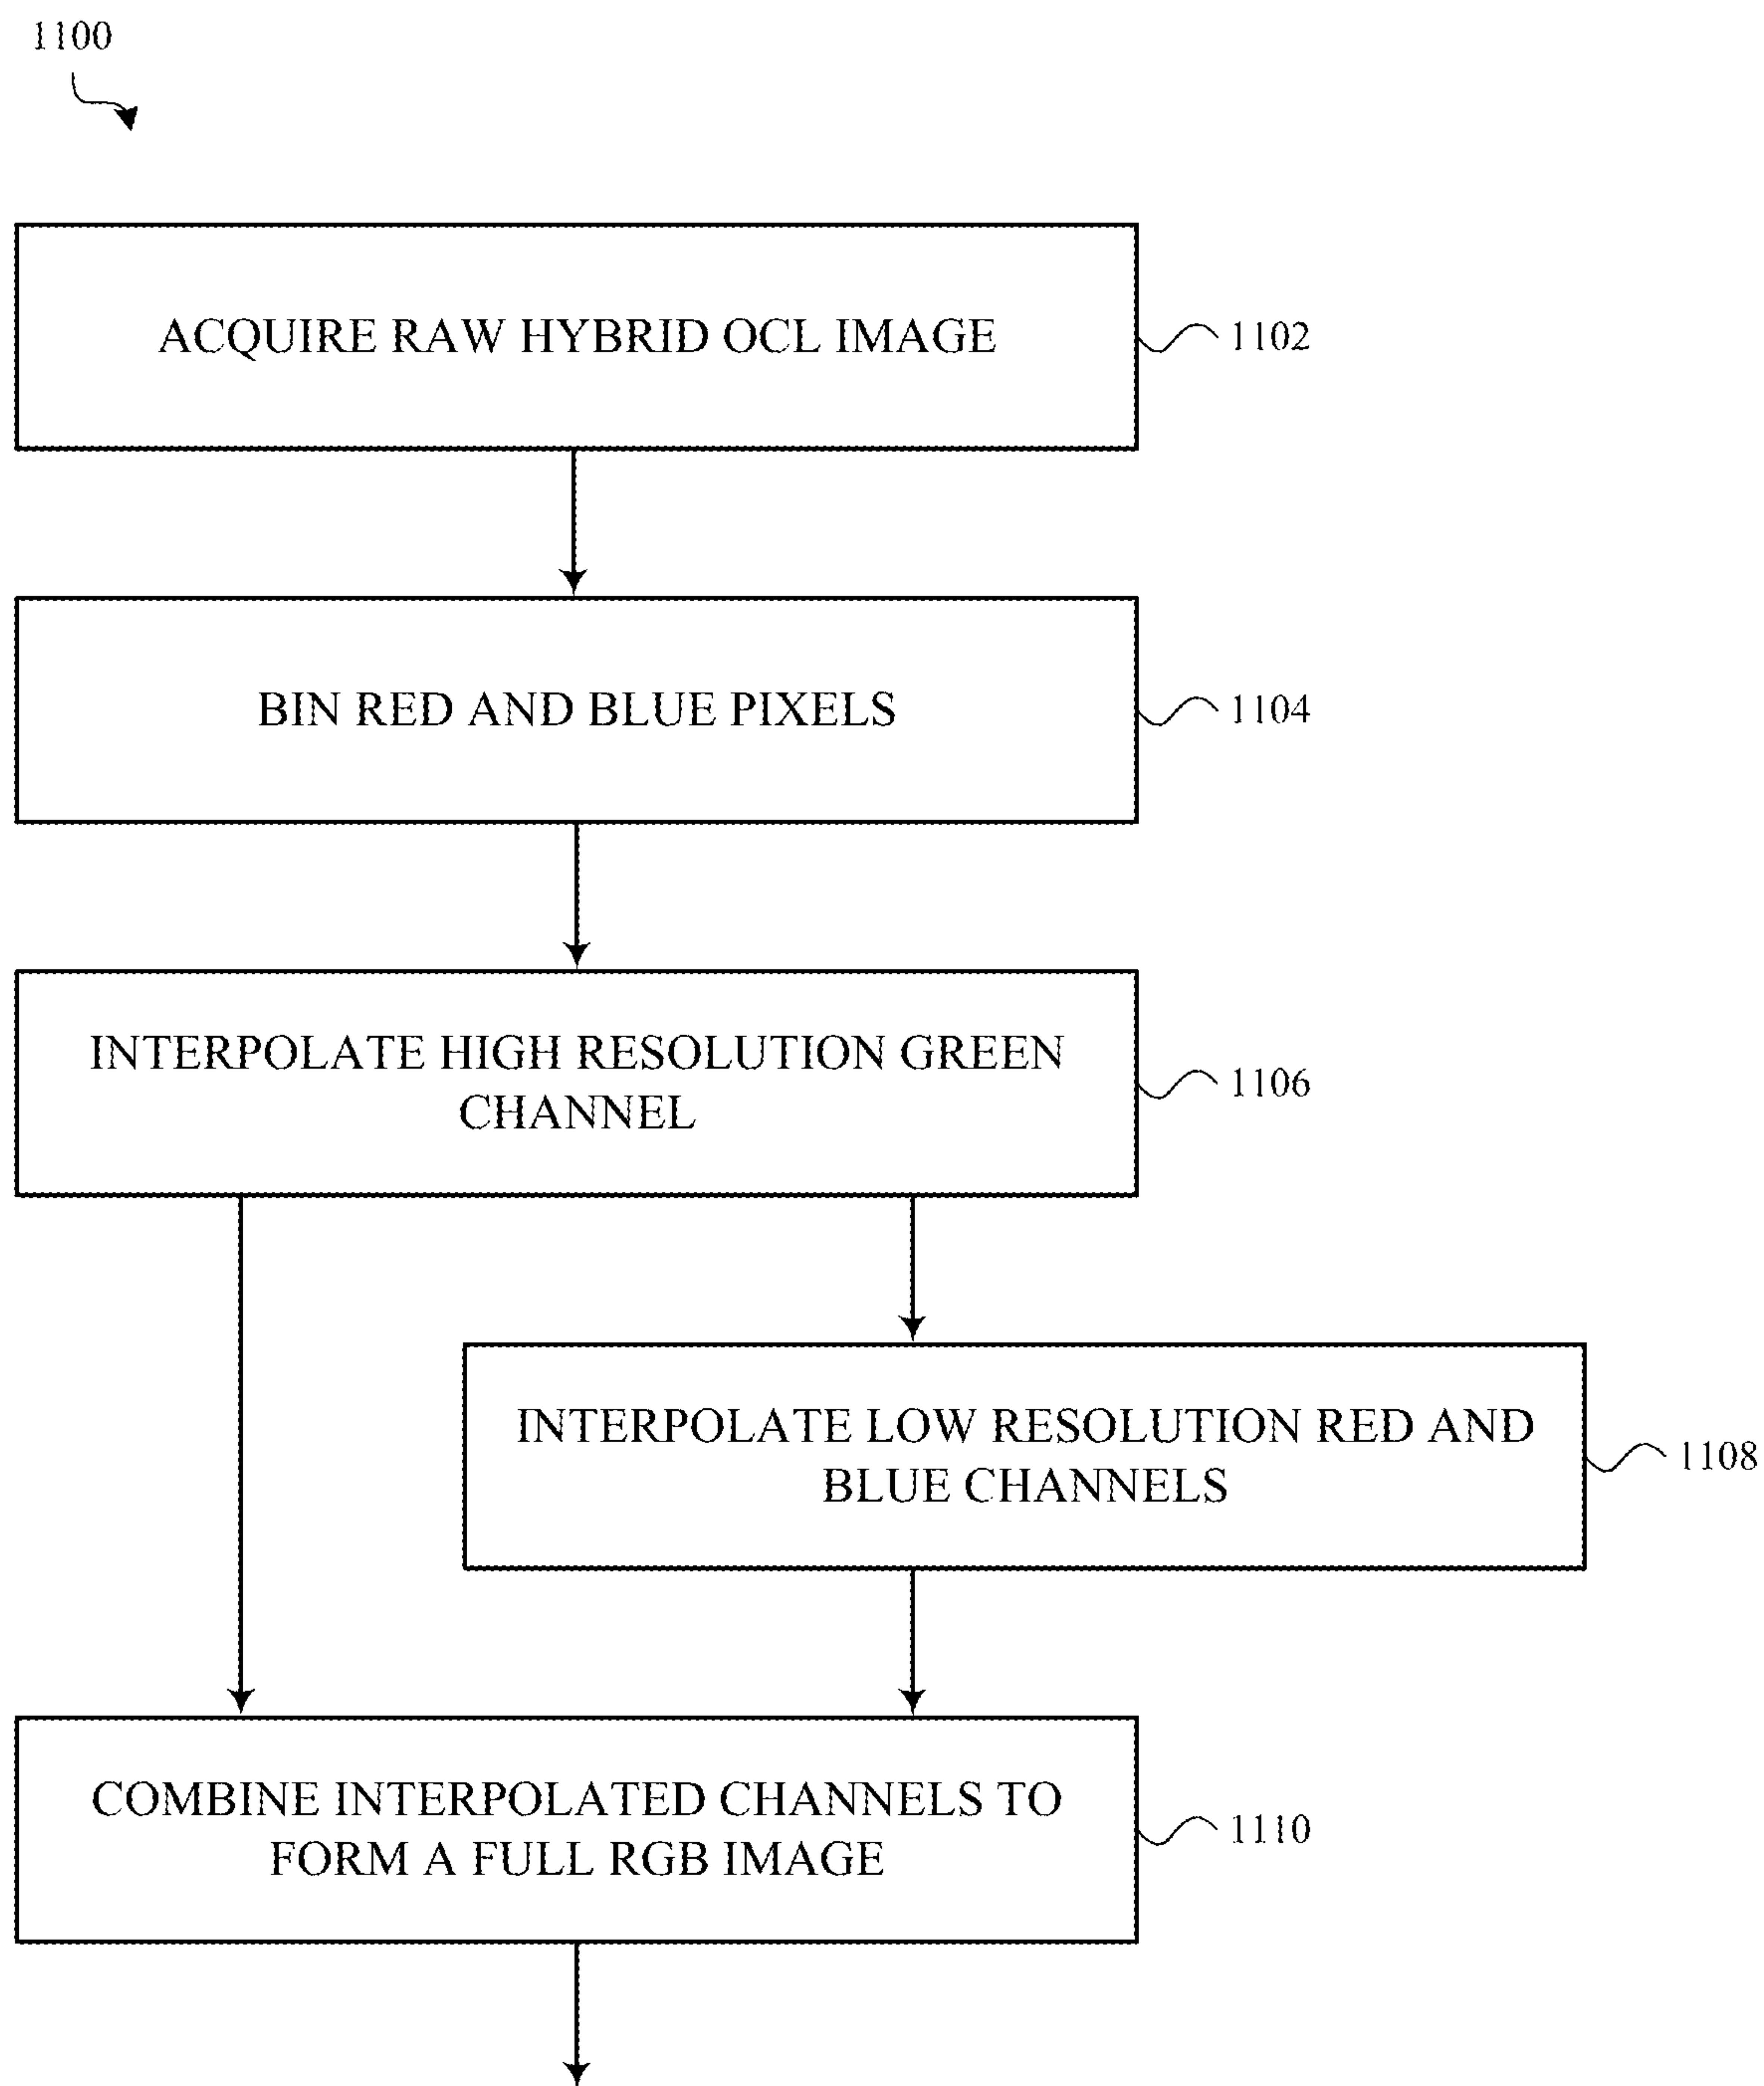 1100
ACQUIRE RAW HYBRID OCL IMAGE
1102
BIN RED AND BLUE PIXELS
1104
INTERPOLATE HIGH RESOLUTION GREEN
CHANNEL
1106
INTERPOLATE LOW RESOLUTION RED AND
BLUE CHANNELS
1108
COMBINE INTERPOLATED CHANNELS TO
FORM A FULL RGB IMAGE
1110